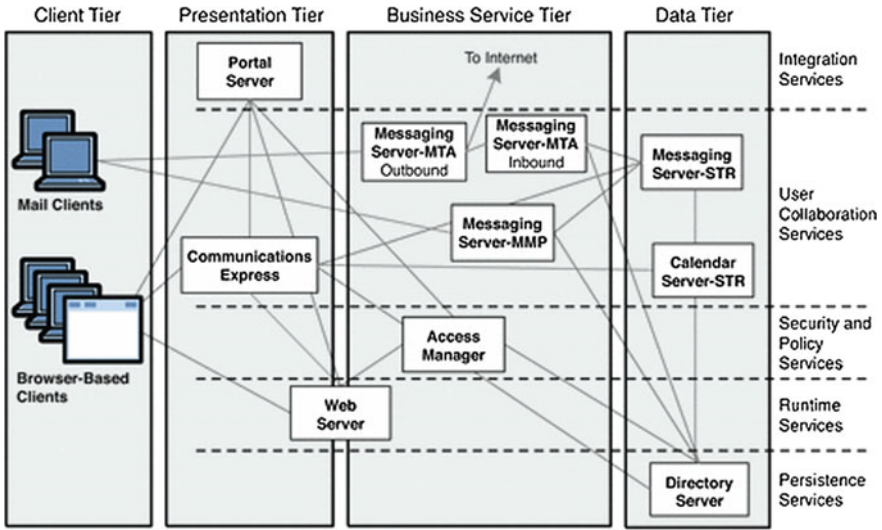 Client Tier
Presentation Tier
Business Service Tier
Data Tier
Portal
Server
To Internet
Integration
Services
Messaging
Server-MTA
Outbound
Messaging
Server-MTA
Inbound
Messaging
Server-STR
Mail Clients
Messaging
Server-MMP
User
Collaboration
Services
Communications
Express
Calendar
Server-STR
Access
Manager
Security and
Policy
Services
Browser-Based
Clients
Web
Server
Runtime
Services
Directory
Server
Persistence
Services